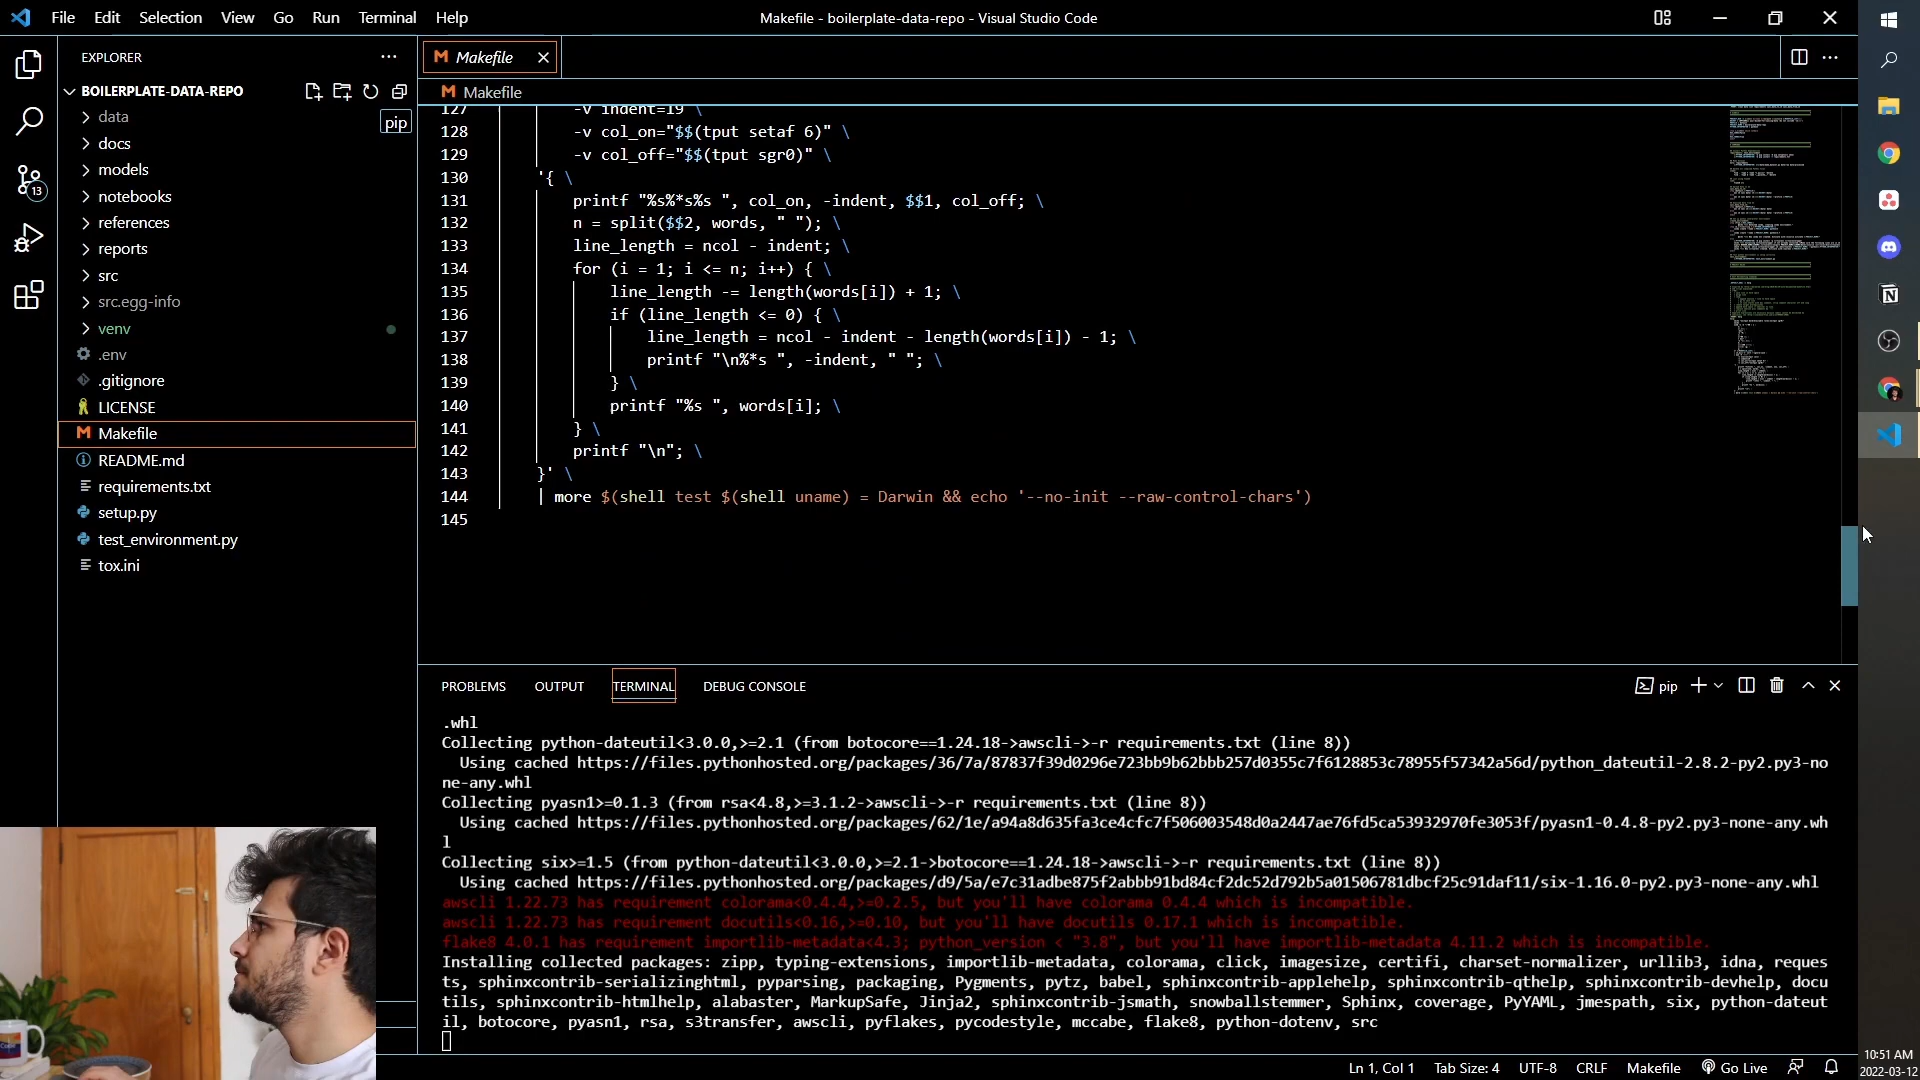 File Edit Selection View Go Run Terminal Help
Makefile - boilerplate-data-repo - Visual Studio Code
EXPLORER
BOILERPLATE-DATA-REPO
data
pip
docs
models
notebooks
references
reports
src
src.egg-info
venv
.env
.gitignore
LICENSE
Makefile
README.md
requirements.txt
setup.py
test_environment.py
tox.ini
13
Makefile
Makefile
127 -v indent=19 \
128 -v col_on="$$(tput setaf 6)" \
129 -v col_off="$$(tput sgr0)" \
130 '{ \
131 printf "%s%*s%s ", col_on, -indent, $$1, col_off; \
132 n = split($$2, words, " "); \
133 line_length = ncol - indent; \
134 for (i = 1; i <= n; i++) { \
135 line_length -= length(words[i]) + 1; \
136 if (line_length <= 0) { \
137 line_length = ncol - indent - length(words[i]) - 1; \
138 printf "\n%*s ", -indent, " "; \
139 } \
140 printf "%s ", words[i]; \
141 } \
142 printf "\n"; \
143 }' \
144 | more $(shell test $(shell uname) = Darwin && echo '--no-init --raw-control-chars')
145
PROBLEMS OUTPUT TERMINAL DEBUG CONSOLE
pip
.whl
Collecting python-dateutil<3.0.0,>=2.1 (from botocore==1.24.18->awscli->-r requirements.txt (line 8))
Using cached https://files.pythonhosted.org/packages/36/7a/87837f39d0296e723bb9b62bbb257d0355c7f6128853c78955f57342a56d/python_dateutil-2.8.2-py2.py3-no
ne-any.whl
Collecting pyasn1>=0.1.3 (from rsa<4.8,>=3.1.2->awscli->-r requirements.txt (line 8))
Using cached https://files.pythonhosted.org/packages/62/1e/a94a8d635fa3ce4cfc7f506003548d0a2447ae76fd5ca53932970fe3053f/pyasn1-0.4.8-py2.py3-none-any.wh
l
Collecting six>=1.5 (from python-dateutil<3.0.0,>=2.1->botocore==1.24.18->awscli->-r requirements.txt (line 8))
Using cached https://files.pythonhosted.org/packages/d9/5a/e7c31adbe875f2abbb91bd84cf2dc52d792b5a01506781dbcf25c91daf11/six-1.16.0-py2.py3-none-any.whl
awscli 1.22.73 has requirement colorama<0.4.4,>=0.2.5, but you'll have colorama 0.4.4 which is incompatible.
awscli 1.22.73 has requirement docutils<0.16,>=0.10, but you'll have docutils 0.17.1 which is incompatible.
flake8 4.0.1 has requirement importlib-metadata<4.3; python_version < "3.8", but you'll have importlib-metadata 4.11.2 which is incompatible.
Installing collected packages: zipp, typing-extensions, importlib-metadata, colorama, click, imagesize, certifi, charset-normalizer, urllib3, idna, reques
ts, sphinxcontrib-serializinghtml, pyparsing, packaging, Pygments, pytz, babel, sphinxcontrib-applehelp, sphinxcontrib-qthelp, sphinxcontrib-devhelp, docu
tils, sphinxcontrib-htmlhelp, alabaster, MarkupSafe, Jinja2, sphinxcontrib-jsmath, snowballstemmer, Sphinx, coverage, PyYAML, jmespath, six, python-dateut
il, botocore, pyasn1, rsa, s3transfer, awscli, pyflakes, pycodestyle, mccabe, flake8, python-dotenv, src
Ln 1, Col 1 Tab Size: 4 UTF-8 CRLF Makefile Go Live
10:51 AM
2022-03-12